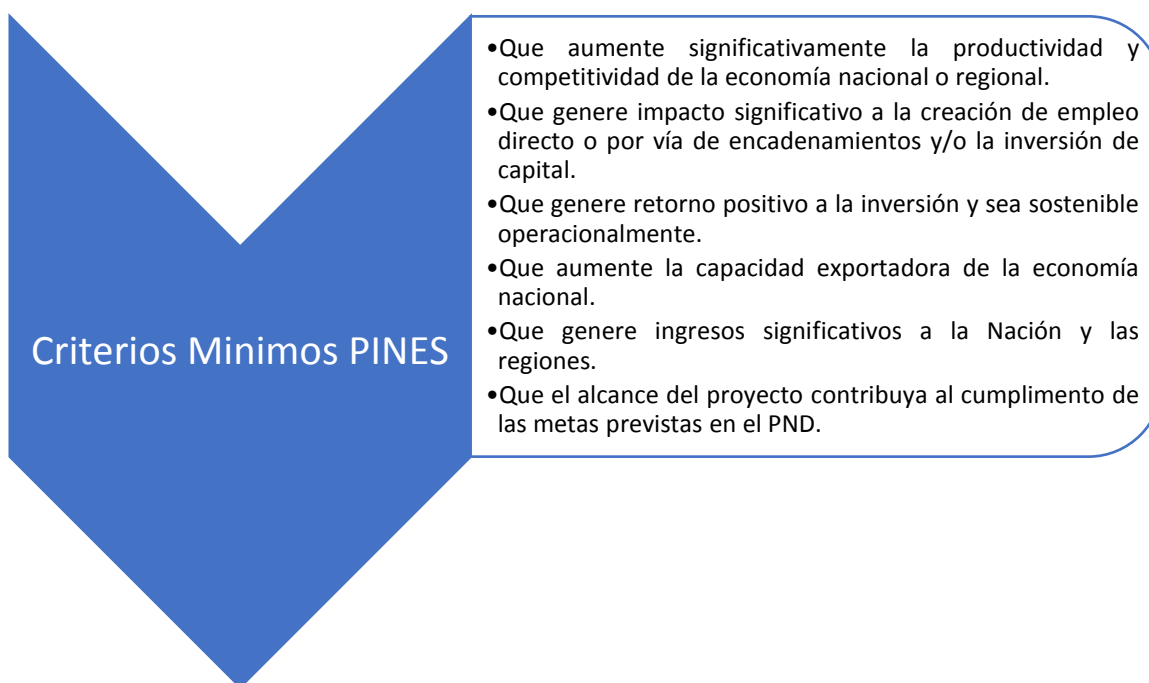 Criterios Minimos PINES
•Que aumente significativamente la productividad y
competitividad de la economía nacional o regional.
•Que genere impacto significativo a la creación de empleo
directo o por vía de encadenamientos y/o la inversión de
capital.
•Que genere retorno positivo a la inversión y sea sostenible
operacionalmente.
•Que aumente la capacidad exportadora de la economía
nacional.
•Que genere ingresos significativos a la Nación y las
regiones.
•Que el alcance del proyecto contribuya al cumplimento de
las metas previstas en el PND.